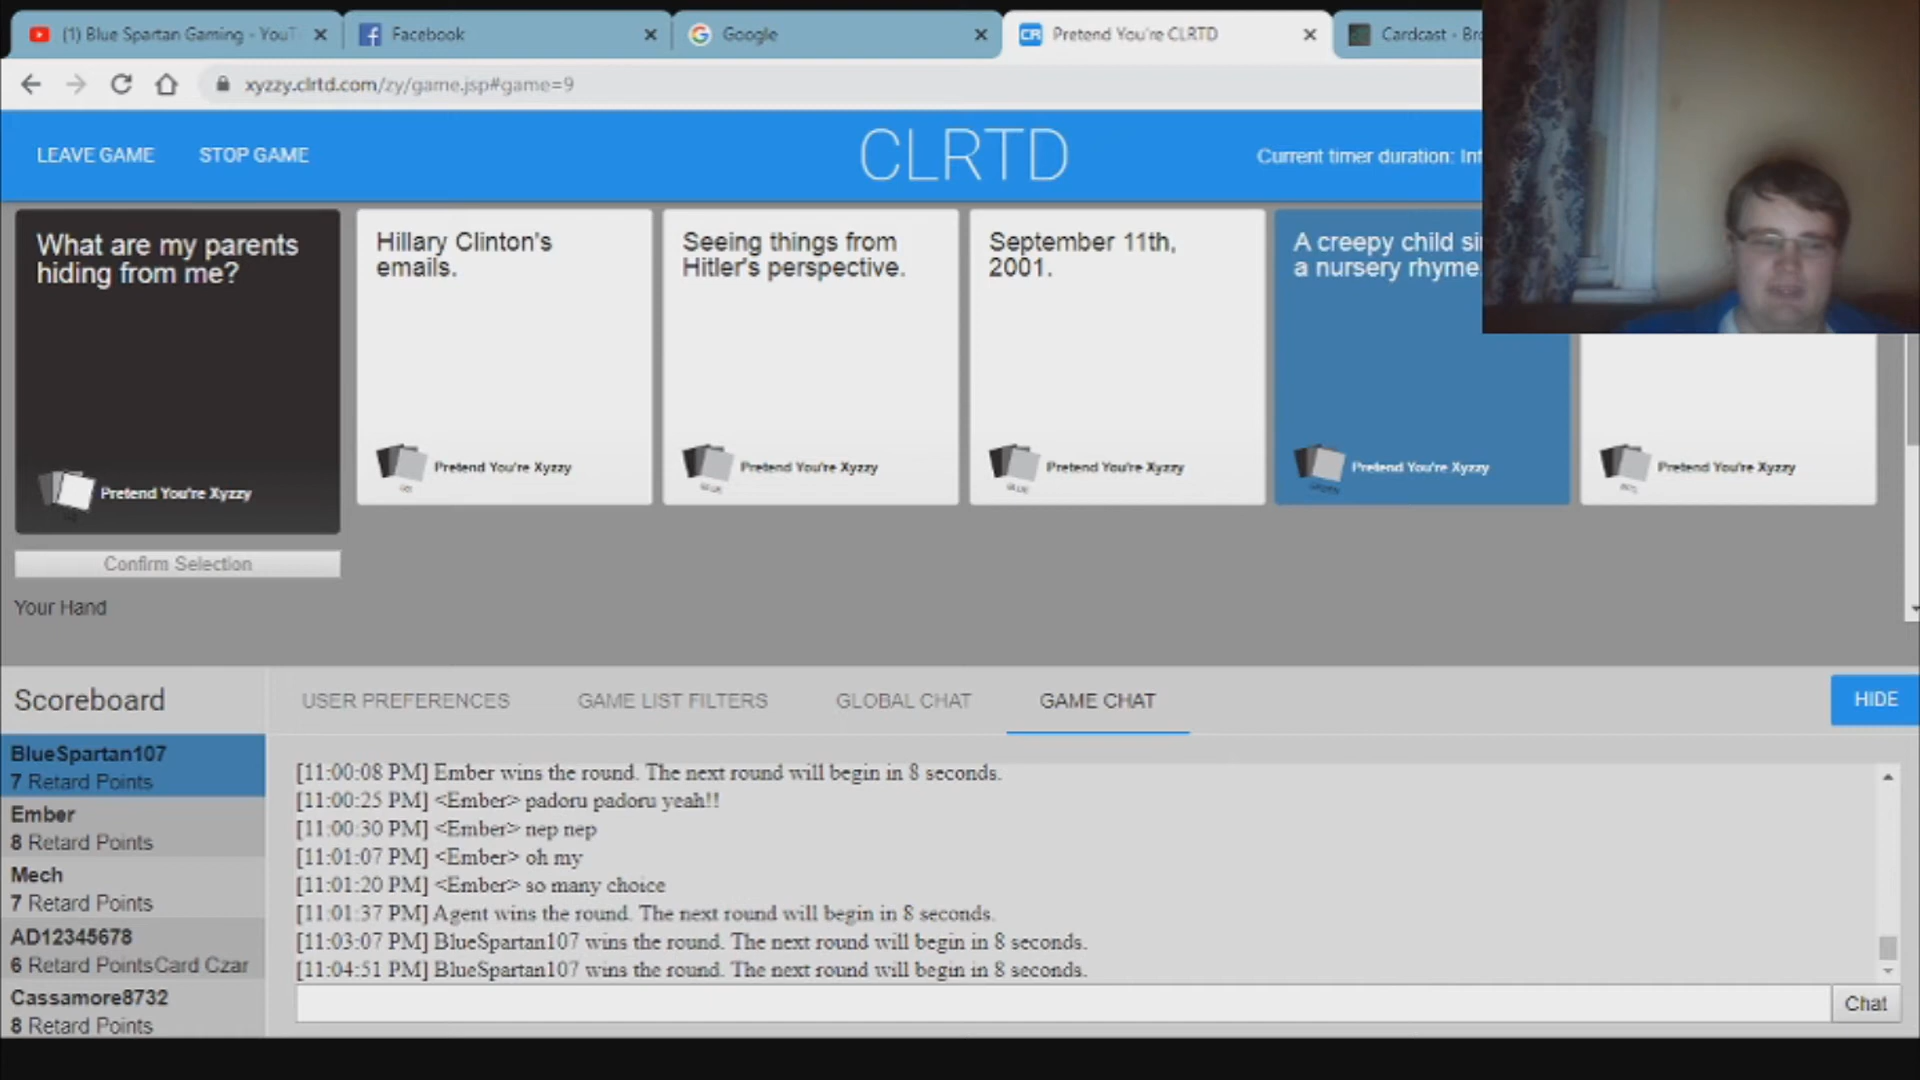 (1) Blue Spartan Gaming - YouT
Facebook
Google
Pretend You're CLRTD
Cardcast - Bro
xyzzy.clrtd.com/zy/game.jsp#game=9
LEAVE GAME
STOP GAME
CLRTD
Current timer duration: Inf
What are my parents
hiding from me?
Pretend You're Xyzzy
Hillary Clinton's
emails.
Pretend You're Xyzzy
Seeing things from
Hitler's perspective.
Pretend You're Xyzzy
September 11th,
2001.
Pretend You're Xyzzy
A creepy child si
a nursery rhyme
Pretend You're Xyzzy
Pretend You're Xyzzy
Confirm Selection
Your Hand
Scoreboard
USER PREFERENCES
GAME LIST FILTERS
GLOBAL CHAT
GAME CHAT
HIDE
BlueSpartan107
7 Retard Points
Ember
8 Retard Points
Mech
7 Retard Points
AD12345678
6 Retard PointsCard Czar
Cassamore8732
8 Retard Points
[11:00:08 PM] Ember wins the round. The next round will begin in 8 seconds.
[11:00:25 PM] <Ember> padoru padoru yeah!!
[11:00:30 PM] <Ember> nep nep
[11:01:07 PM] <Ember> oh my
[11:01:20 PM] <Ember> so many choice
[11:01:37 PM] Agent wins the round. The next round will begin in 8 seconds.
[11:03:07 PM] BlueSpartan107 wins the round. The next round will begin in 8 seconds.
[11:04:51 PM] BlueSpartan107 wins the round. The next round will begin in 8 seconds.
Chat